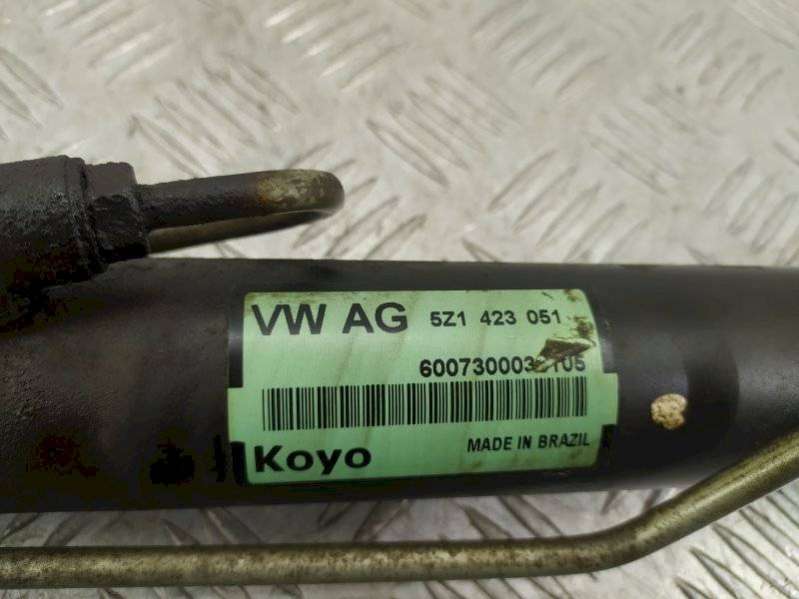 VW AG 5Z1 423 051
Koyo MADE IN BRAZIL